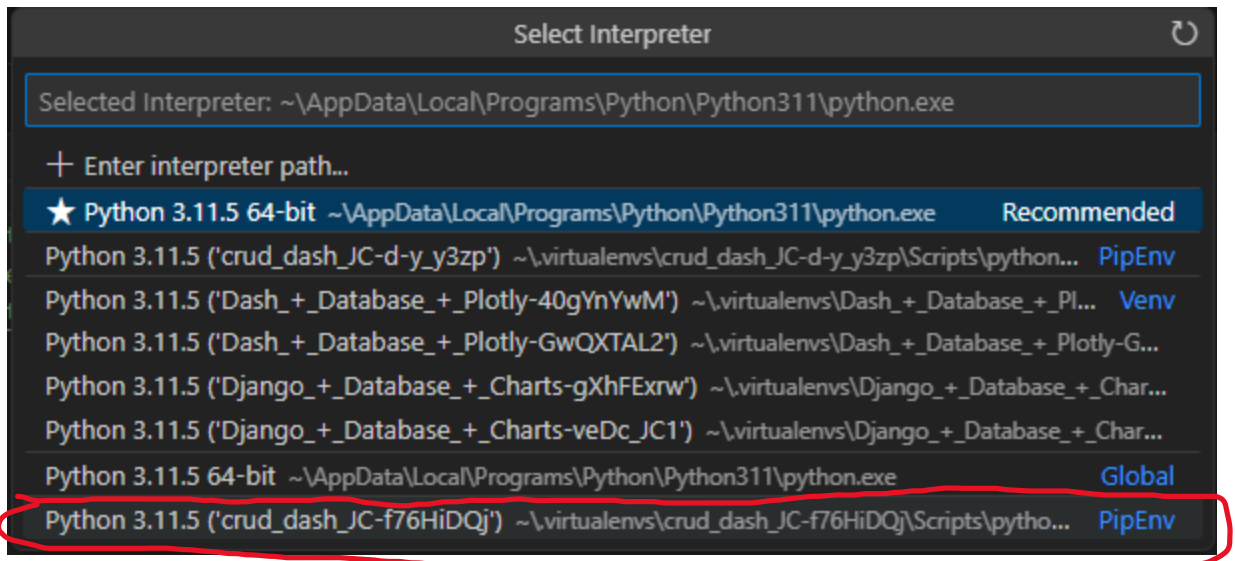 Select Interpreter
Selected Interpreter: ~\AppData\Local\Programs\Python\Python311\python.exe
Enter interpreter path...
Python 3.11.5 64-bit ~\AppData\Local\Programs\Python\Python311\python.exe Recommended
Python 3.11.5 ('crud_dash_JC-d-y_y3zp') ~\.virtualenvs\crud_dash_JC-d-y_y3zp\Scripts\python... PipEnv
Python 3.11.5 ('Dash_+_Database_+_Plotly-40gYnYwM') ~\.virtualenvs\Dash_+_Database_+_Pl... Venv
Python 3.11.5 ('Dash_+_Database_+_Plotly-GwQXTAL2') ~\.virtualenvs\Dash_+_Database_+_Plotly-G...
Python 3.11.5 ('Django_+_Database_+_Charts-gXhFExrw') ~\.virtualenvs\Django_+_Database_+_Char...
Python 3.11.5 ('Django_+_Database_+_Charts-veDc_JC1') ~\.virtualenvs\Django_+_Database_+_Char...
Python 3.11.5 64-bit ~\AppData\Local\Programs\Python\Python311\python.exe Global
Python 3.11.5 ('crud_dash_JC-f76HiDQj') ~\.virtualenvs\crud_dash_JC-f76HiDQj\Scripts\pytho... PipEnv